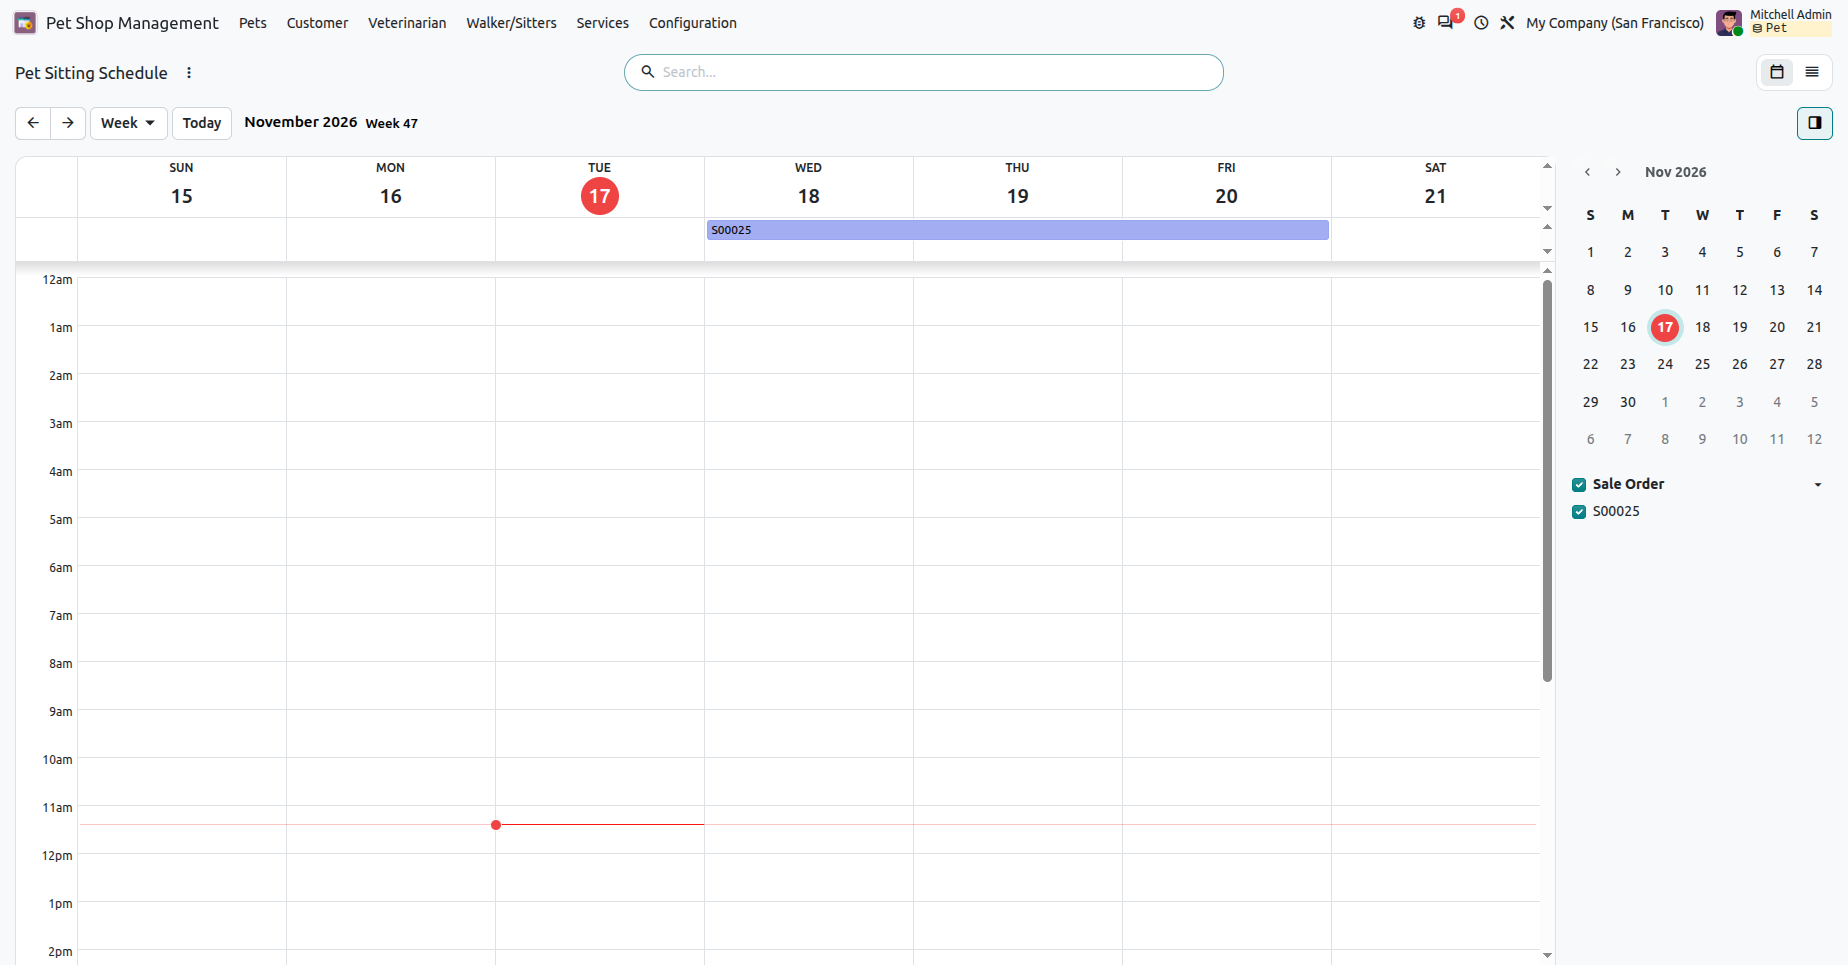 Pet Shop Management Pets Customer Veterinarian Walker/Sitters Services Configuration 1 My Company (San Francisco) Mitchell Admin
Pet
Pet Sitting Schedule Search...
Week Today November 2026 Week 47
SUN MON TUE WED THU FRI SAT
15 16 17 18 19 20 21
S00025
12am
1am
2am
3am
4am
5am
6am
7am
8am
9am
10am
11am
12pm
1pm
2pm
Nov 2026
S M T W T F S
1 2 3 4 5 6 7
8 9 10 11 12 13 14
15 16 17 18 19 20 21
22 23 24 25 26 27 28
29 30 1 2 3 4 5
6 7 8 9 10 11 12
Sale Order
S00025